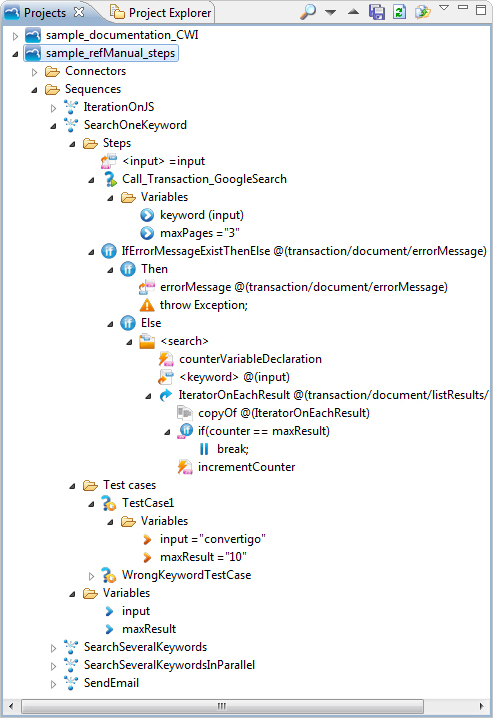 Projects Project Explorer
sample_documentation_CWI
sample_refManual_steps
Connectors
Sequences
IterationOnJS
SearchOneKeyword
Steps
<input> =input
Call_Transaction_GoogleSearch
Variables
keyword (input)
maxPages ="3"
IfErrorMessageExistThenElse @(transaction/document/errorMessage)
Then
errorMessage @(transaction/document/errorMessage)
throw Exception;
Else
<search>
counterVariableDeclaration
<keyword> @(input)
IteratorOnEachResult @(transaction/document/listResults/
copyOf @(IteratorOnEachResult)
if(counter == maxResult)
break;
incrementCounter
Test cases
TestCase1
Variables
input ="convertigo"
maxResult ="10"
WrongKeywordTestCase
Variables
input
maxResult
SearchSeveralKeywords
SearchSeveralKeywordsInParallel
SendEmail